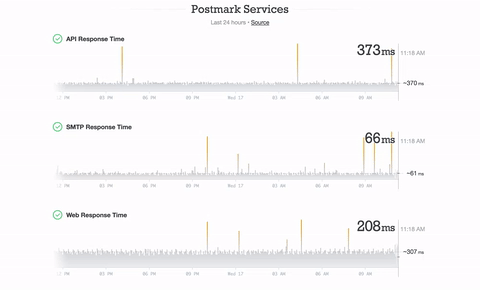 Postmark Services
Last 24 hours • Source
API Response Time
373ms
11:18 AM
~370 ms
PM 03 PM 06 PM 09 PM Wed 17 03 AM 06 AM 09 AM
SMTP Response Time
66ms
11:18 AM
~61 ms
PM 03 PM 06 PM 09 PM Wed 17 03 AM 06 AM 09 AM
Web Response Time
208ms
11:18 AM
~307 ms
PM 03 PM 06 PM 09 PM Wed 17 03 AM 06 AM 09 AM